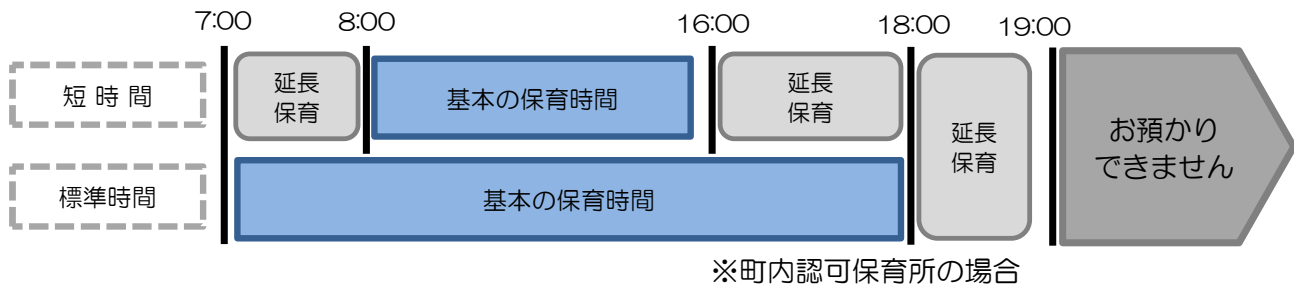 7:00 8:00 16:00 18:00 19:00
短 時 間
延長
保育
基本の保育時間
延長
保育
延長
保育
お預かり
できません
標準時間
基本の保育時間
※町内認可保育所の場合